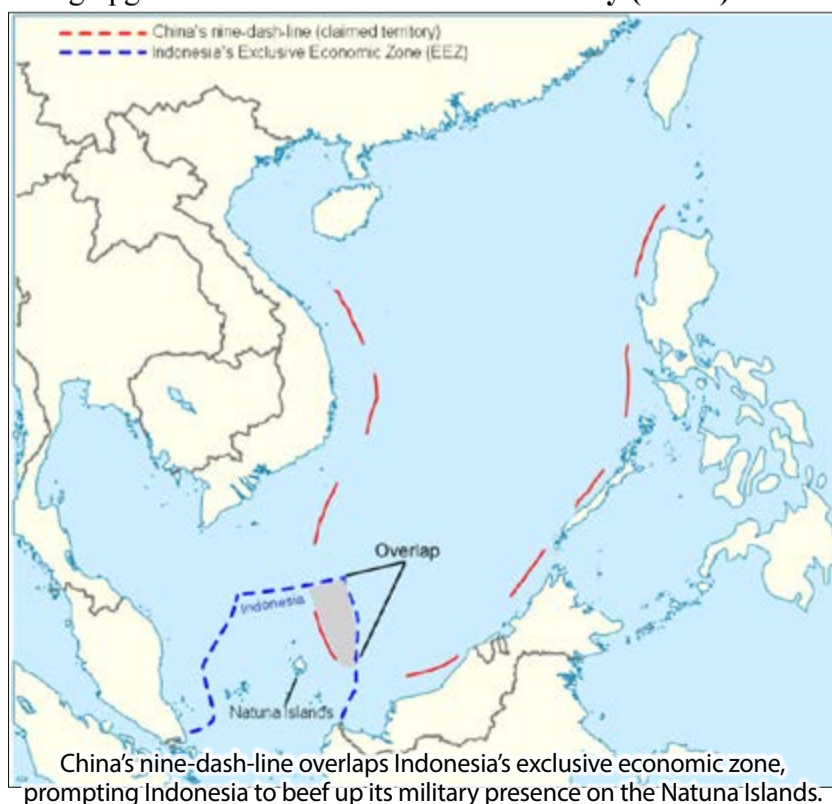 China's nine-dash-line (claimed territory)
Indonesia's Exclusive Economic Zone (EEZ)
Overlap
Indonesia
Natuna Islands
China's nine-dash-line overlaps Indonesia's exclusive economic zone,
prompting Indonesia to beef up its military presence on the Natuna Islands.